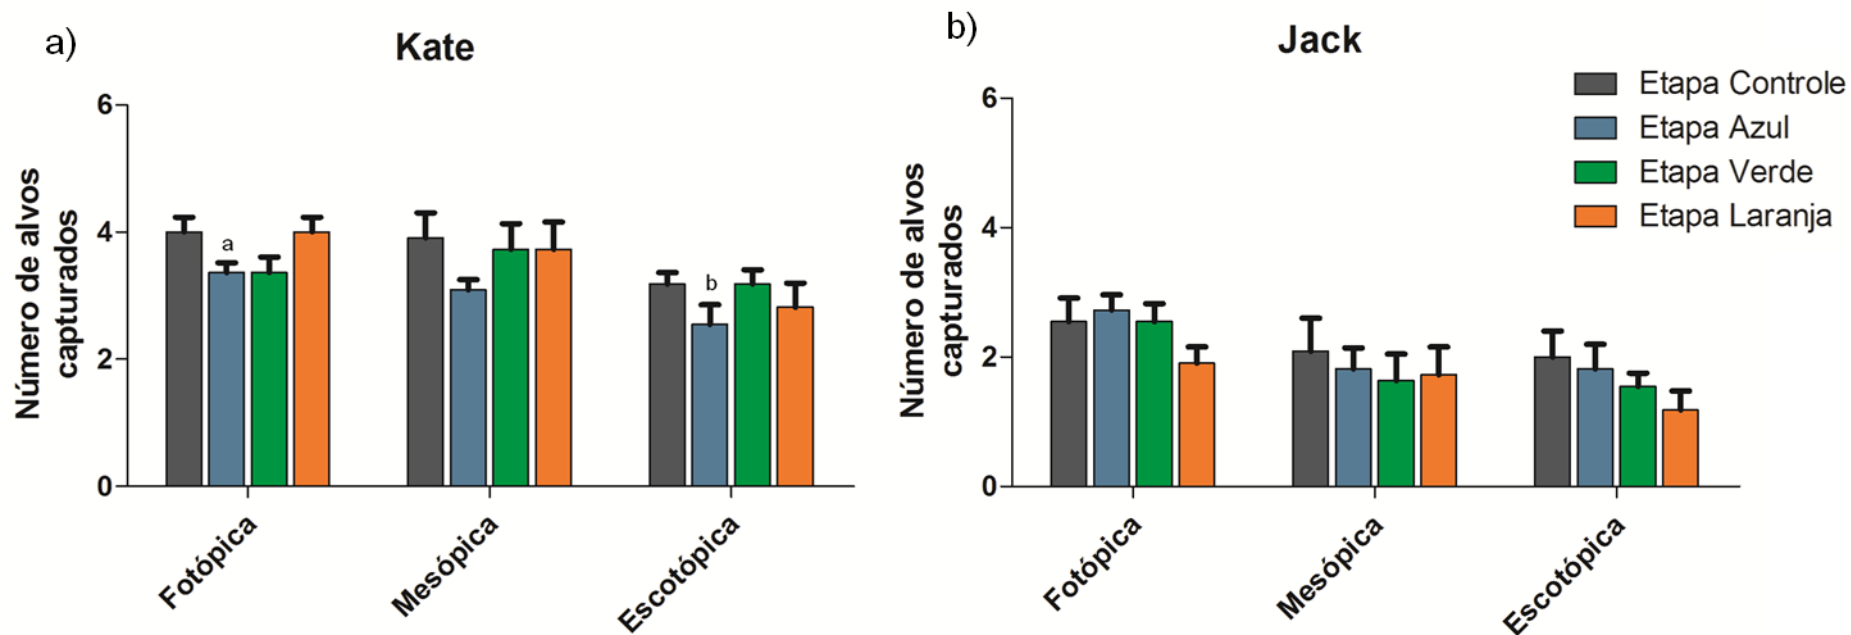 a)
Kate
6
4
2
0
Número de alvos
capturados
a
b
Fotópica
Mesópica
Escotópica
b)
Jack
6
4
2
0
Número de alvos
capturados
Fotópica
Mesópica
Escotópica
Etapa Controle
Etapa Azul
Etapa Verde
Etapa Laranja